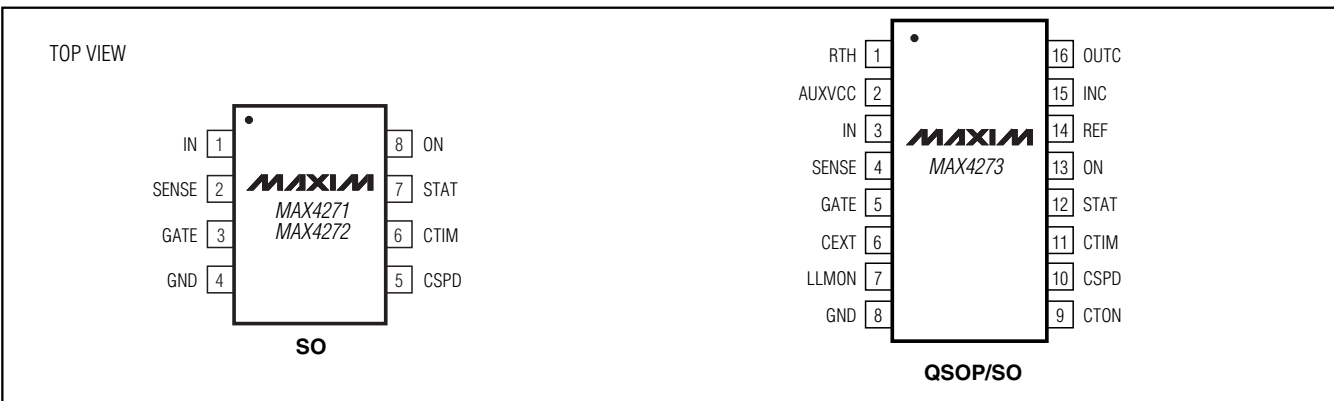 TOP VIEW
IN 1
SENSE 2
GATE 3
GND 4
MAXIM
MAX4271
MAX4272
8 ON
7 STAT
6 CTIM
5 CSPD
SO
RTH 1
AUXVCC 2
IN 3
SENSE 4
GATE 5
CEXT 6
LLMON 7
GND 8
MAXIM
MAX4273
16 OUTC
15 INC
14 REF
13 ON
12 STAT
11 CTIM
10 CSPD
9 CTON
QSOP/SO